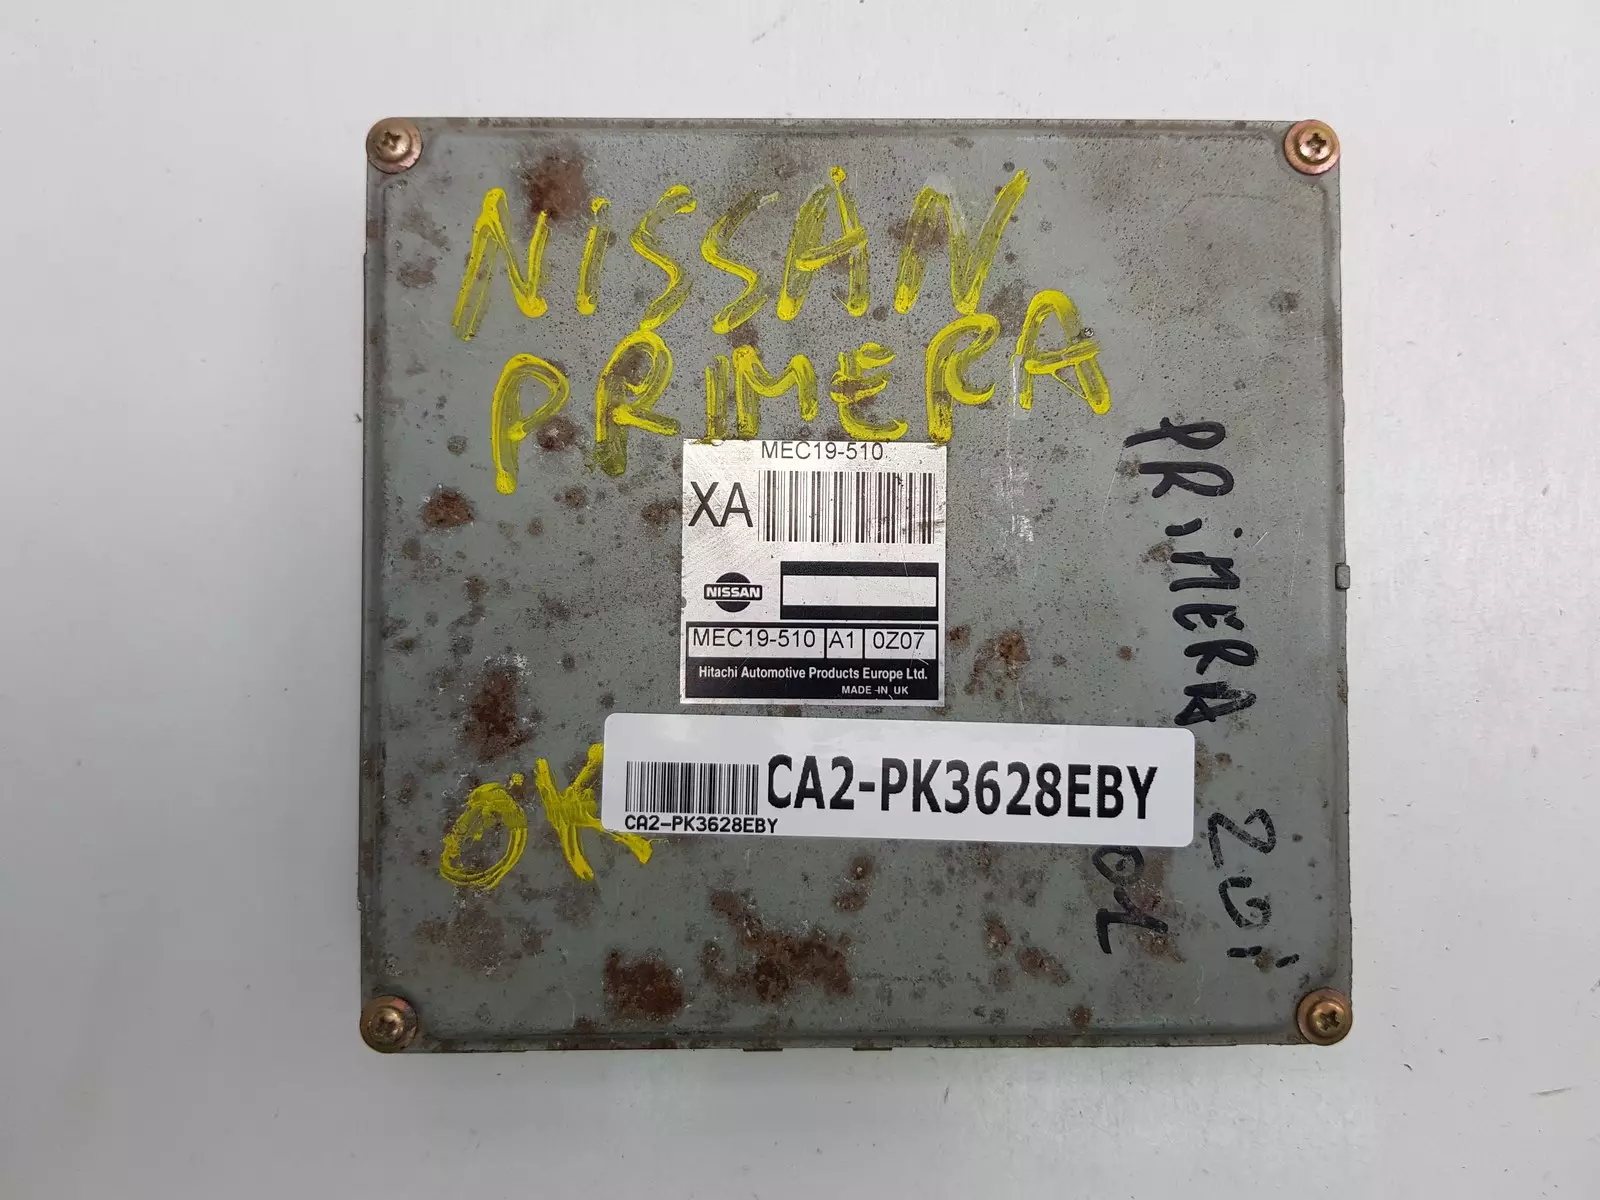 NISSAN
PRIMERA
MEC19-510
XA
NISSAN
MEC19-510 A1 0Z07
Hitachi Automotive Products Europe Ltd.
MADE IN UK
OK
CA2-PK3628EBY
CA2-PK3628EBY
PRiMERA